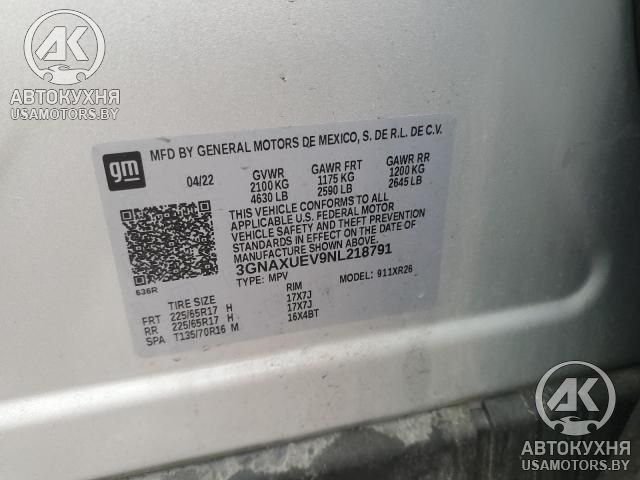 АК
АВТОКУХНЯ
USAMOTORS.BY
gm
MFD BY GENERAL MOTORS DE MEXICO, S. DE R.L. DE C.V.
04/22 GVWR GAWR FRT GAWR RR
2100 KG 1175 KG 1200 KG
4630 LB 2590 LB 2645 LB
THIS VEHICLE CONFORMS TO ALL
APPLICABLE U.S. FEDERAL MOTOR
VEHICLE SAFETY AND THEFT PREVENTION
STANDARDS IN EFFECT ON THE DATE OF
MANUFACTURE SHOWN ABOVE.
3GNAXUEV9NL218791
636R TYPE: MPV MODEL: 911XR26
TIRE SIZE RIM
FRT 225/65R17 H 17X7J
RR 225/65R17 H 17X7J
SPA T135/70R16 M 16X4BT
АК
АВТОКУХНЯ
USAMOTORS.BY